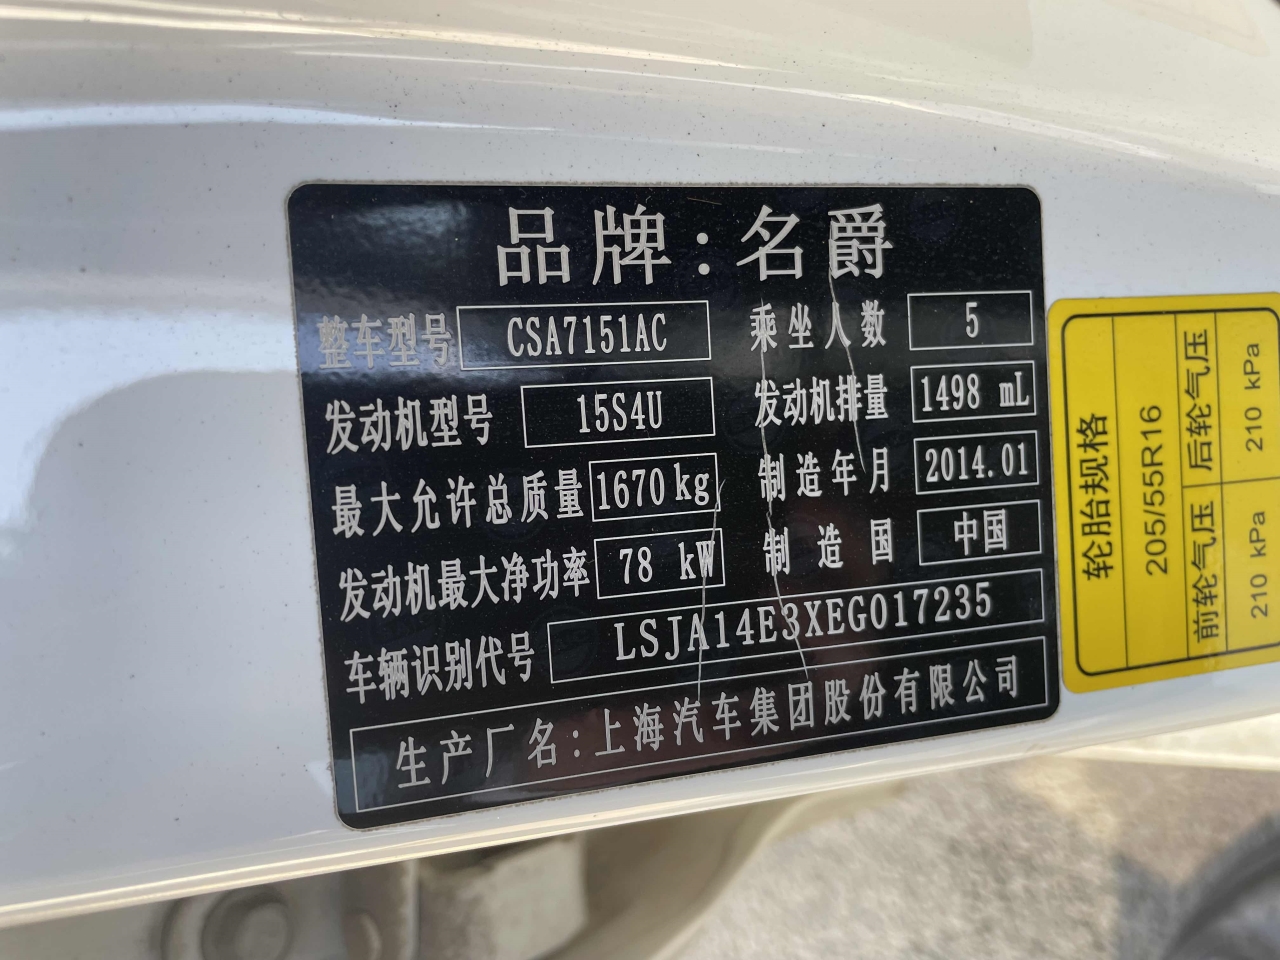 品牌:名爵
整车型号 CSA7151AC 乘坐人数 5
发动机型号 15S4U 发动机排量 1498 mL
最大允许总质量 1670kg 制造年月 2014.01
发动机最大净功率 78 kW 制造国 中国
车辆识别代号 LSJA14E3XEG017235
生产厂名:上海汽车集团股份有限公司
轮胎规格
205/55R16
前轮气压 后轮气压
210 kPa 210 kPa